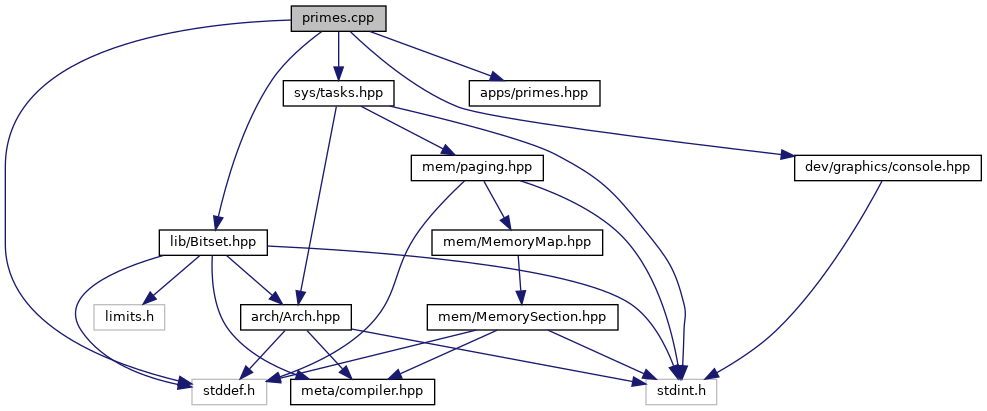 primes.cpp
sys/tasks.hpp
apps/primes.hpp
mem/paging.hpp
dev/graphics/console.hpp
lib/Bitset.hpp
mem/MemoryMap.hpp
limits.h
arch/Arch.hpp
mem/MemorySection.hpp
stddef.h
meta/compiler.hpp
stdint.h